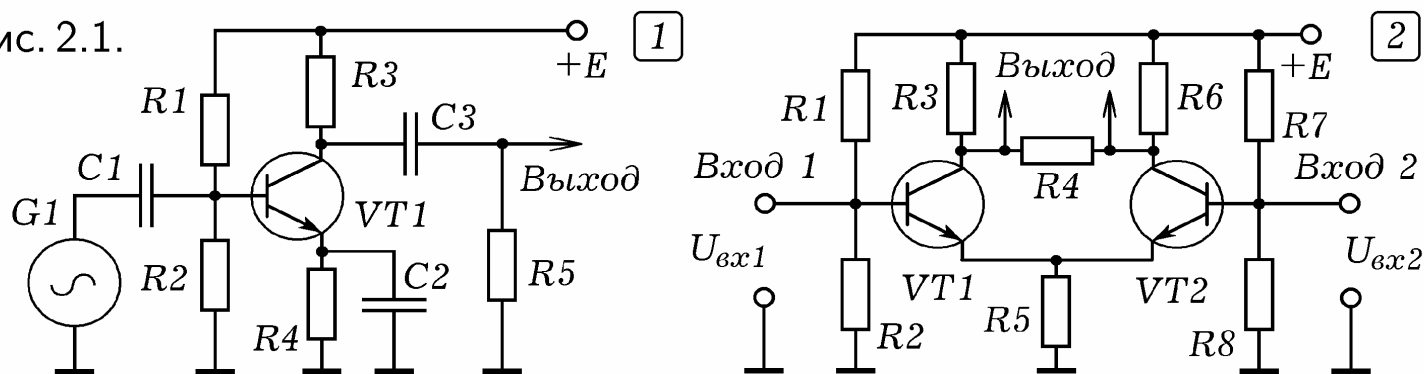 ис. 2.1.
1
+E
R1
R3
C3
C1
Выход
G1
VT1
R2
C2
R5
R4
2
+E
Выход
R1
R3
R6
R7
Вход 1
R4
Вход 2
Uвх1
VT1
VT2
Uвх2
R5
R2
R8